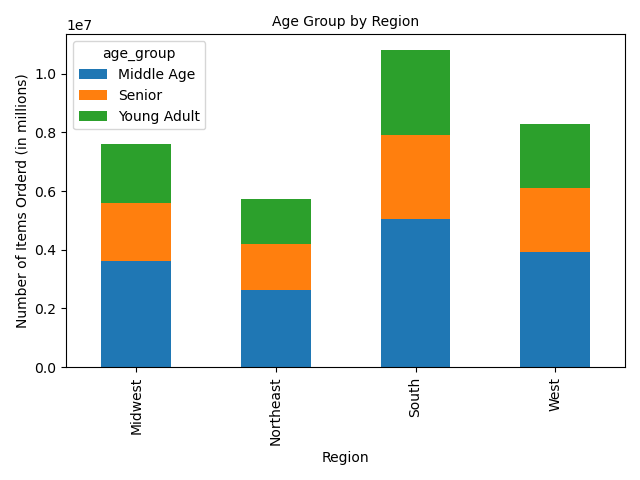 Age Group by Region
1e7
age_group
Middle Age
Senior
Young Adult
1.0
0.8
0.6
0.4
0.2
0.0
Number of Items Orderd (in millions)
Midwest
Northeast
South
West
Region